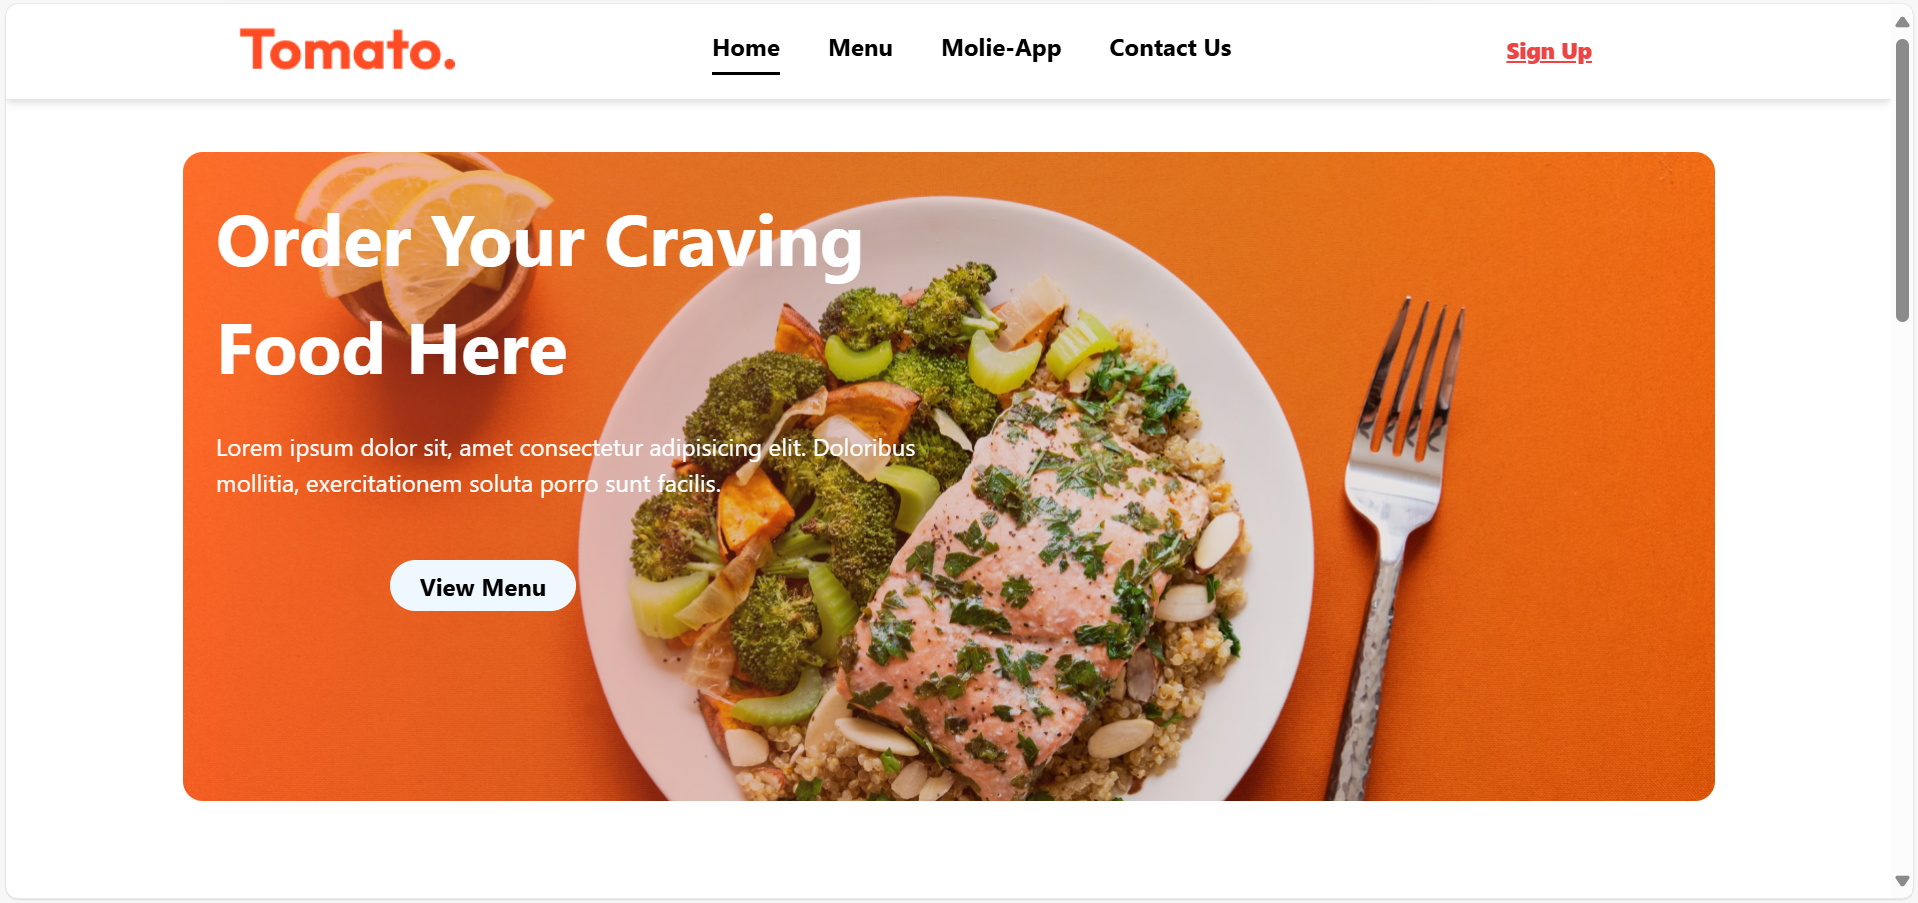 Tomato.
Home Menu Molie-App Contact Us
Sign Up
Order Your Craving
Food Here
Lorem ipsum dolor sit, amet consectetur adipisicing elit. Doloribus
mollitia, exercitationem soluta porro sunt facilis.
View Menu